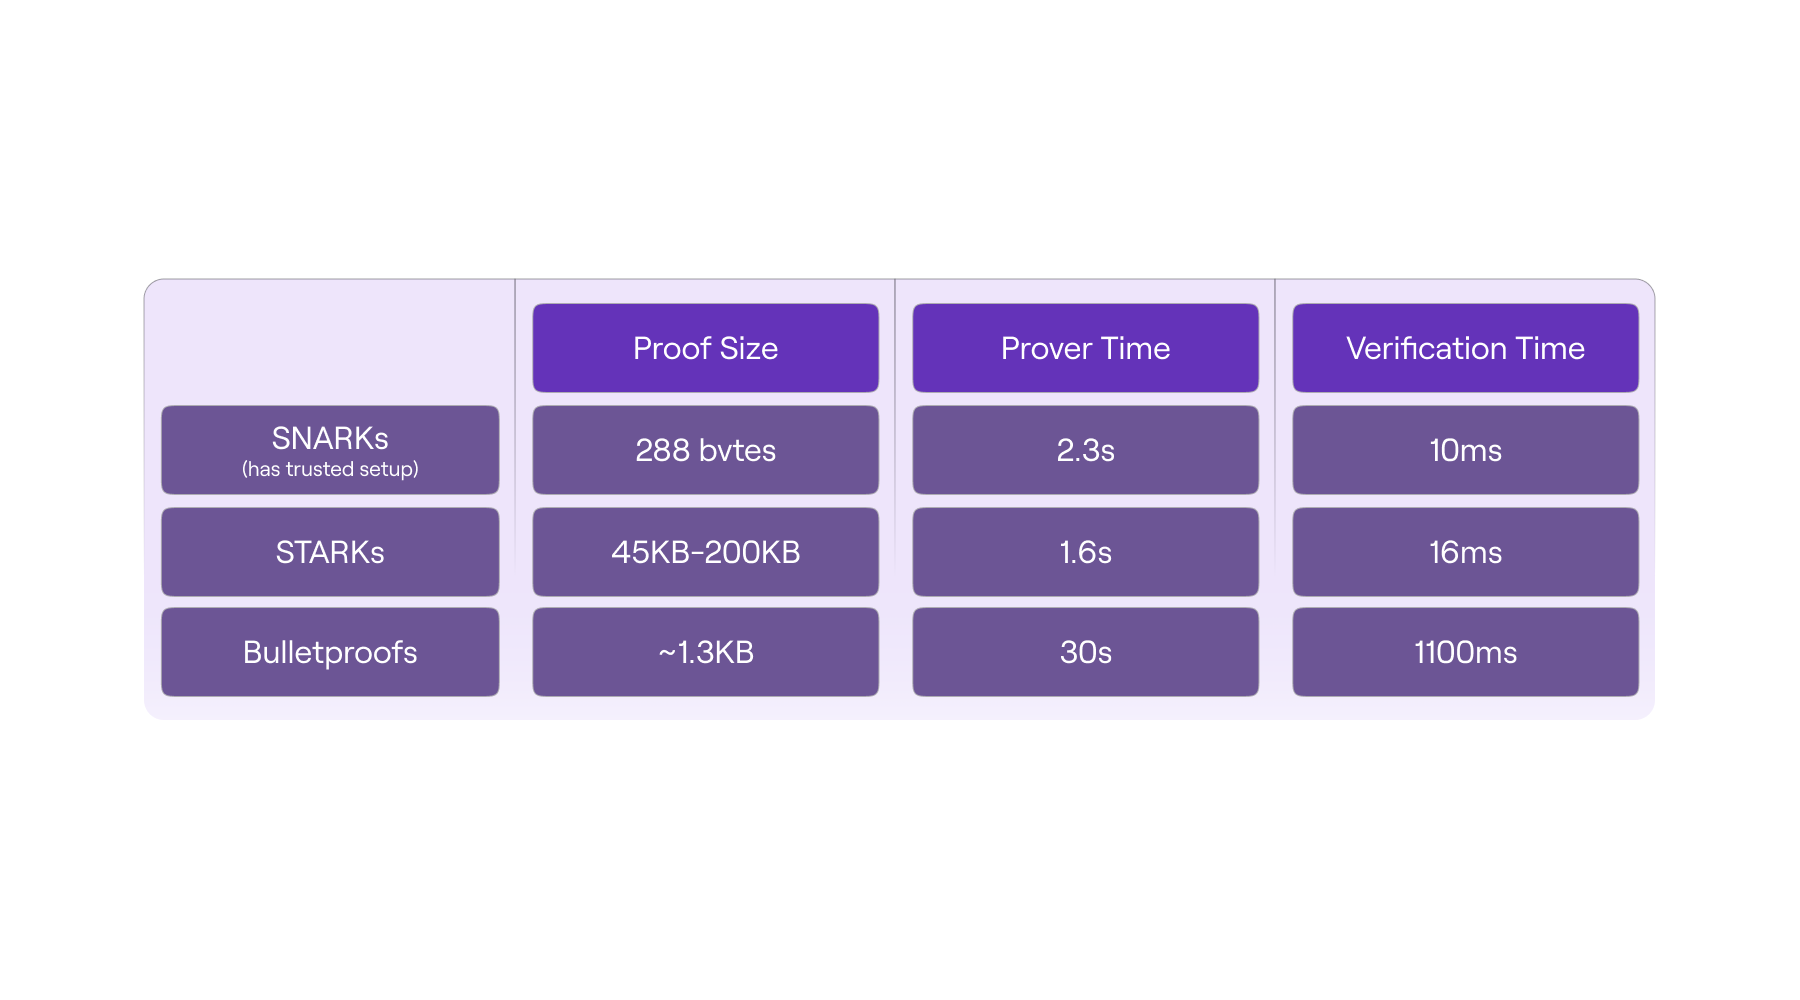 Proof Size Prover Time Verification Time
SNARKs
(has trusted setup)
288 bvtes 2.3s 10ms
STARKs 45KB-200KB 1.6s 16ms
Bulletproofs ~1.3KB 30s 1100ms